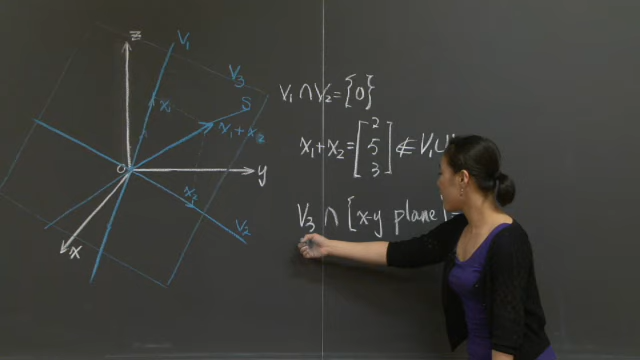 z
V₁
V₃
S
x₁
x₁ + x₂
O
y
x₂
V₂
x
V₁ ∩ V₂ = {0}
x₁ + x₂ = [2 5 3] ∉ V₁ U
V₃ ∩ [x-y plane]